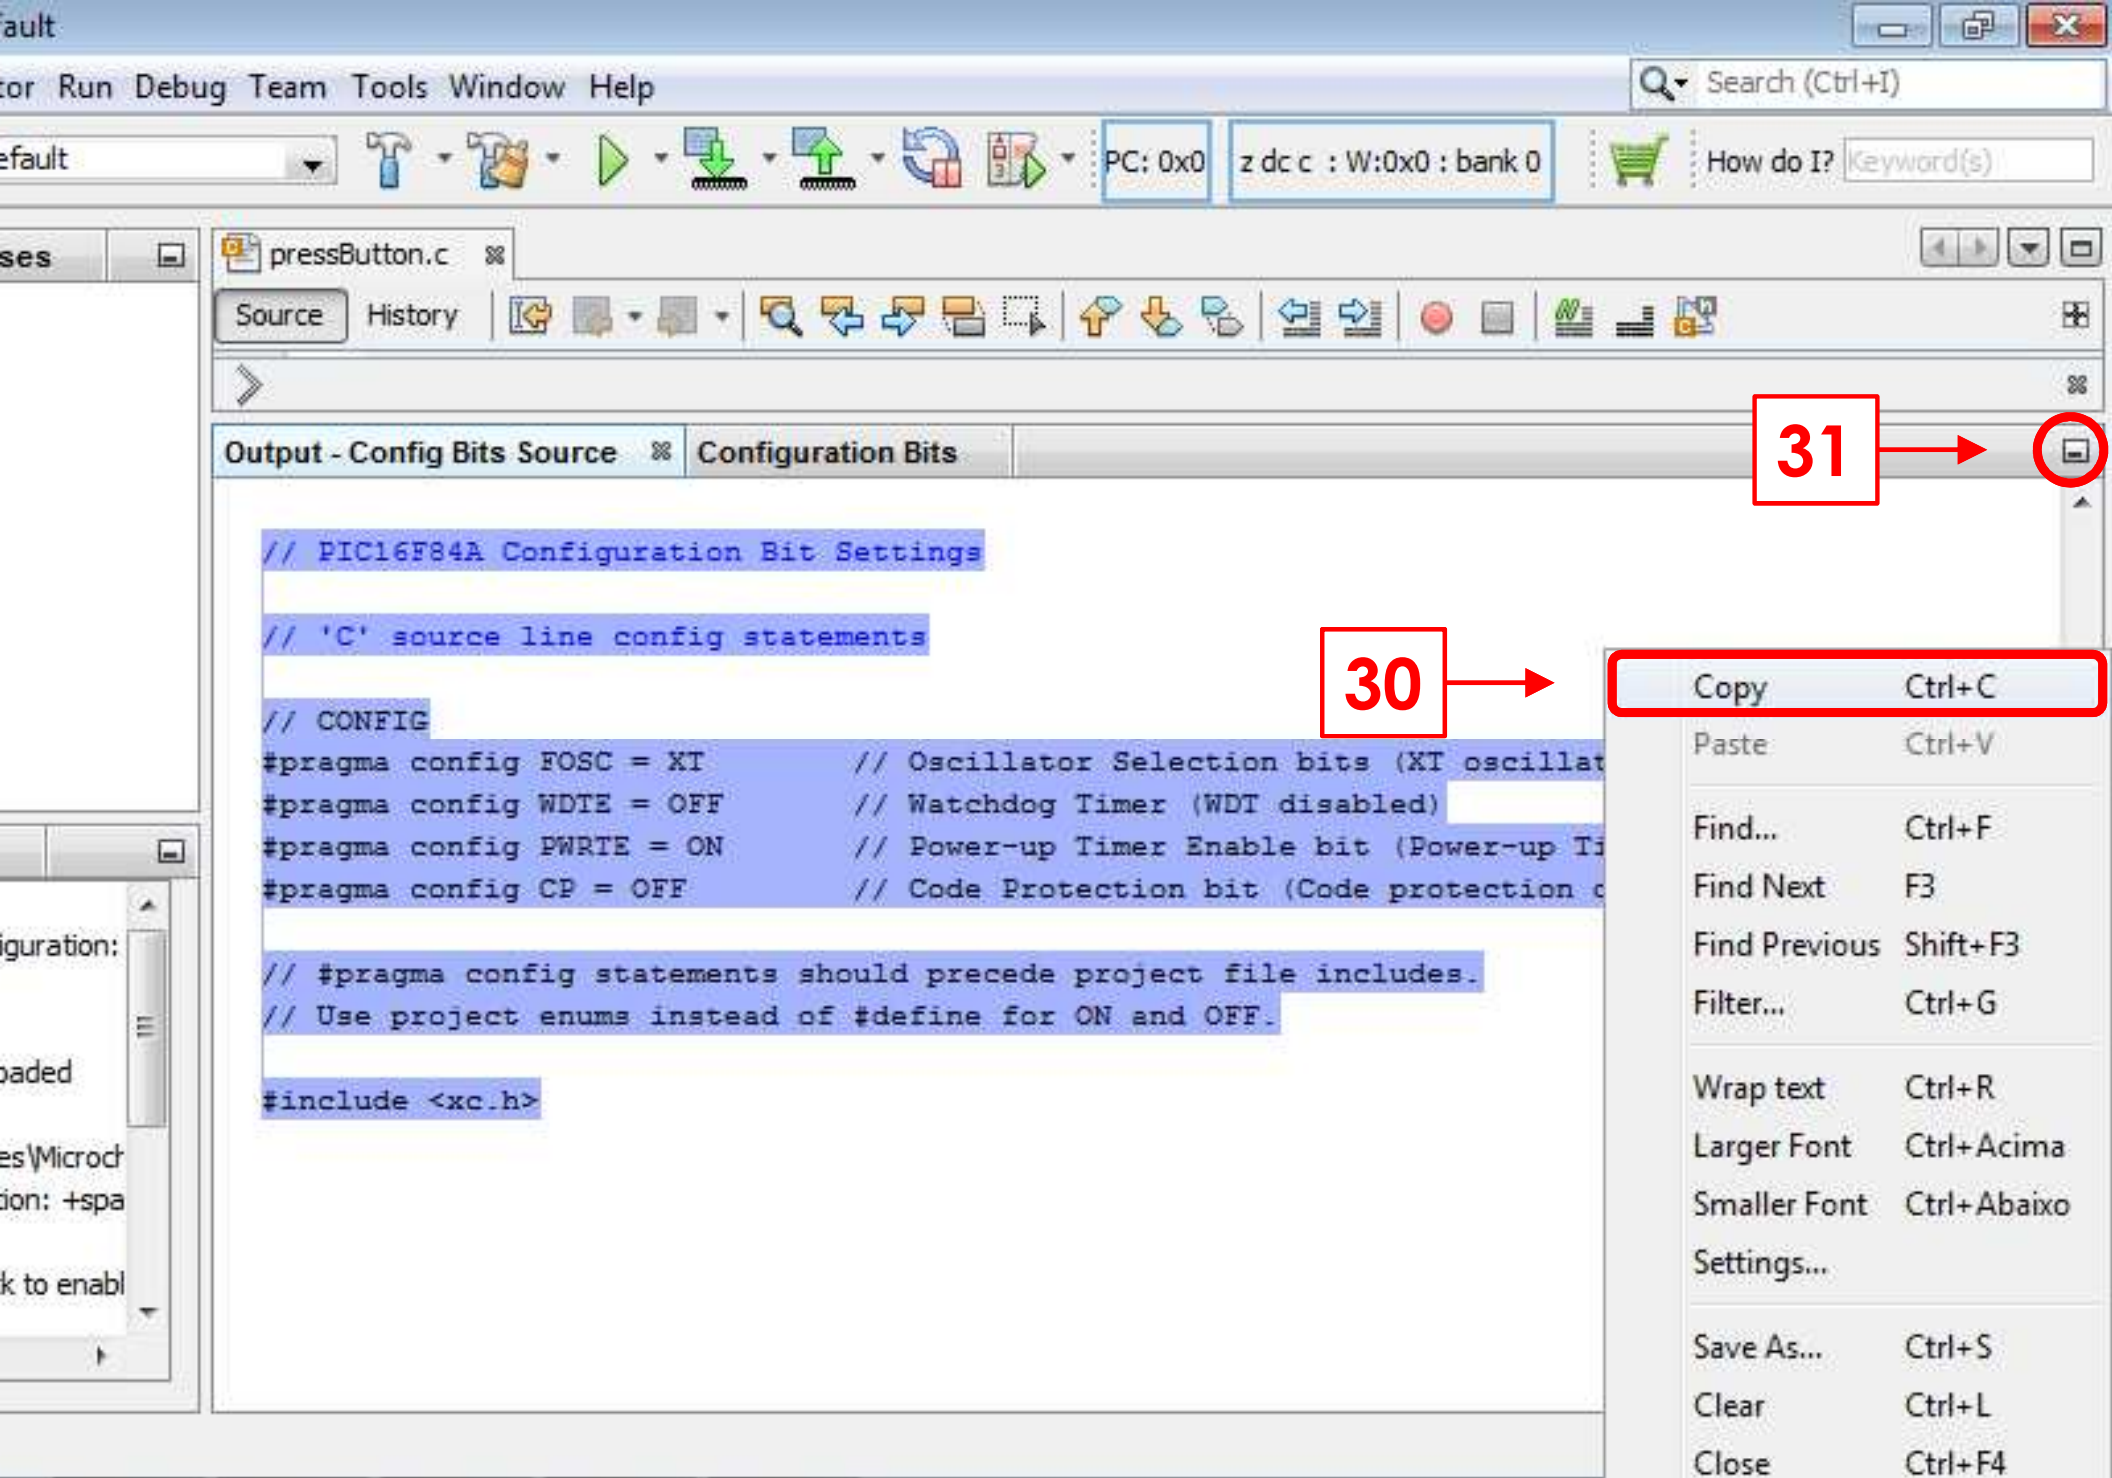 fault
tor Run Debug Team Tools Window Help
Search (Ctrl+I)
efault
PC: 0x0
z dc c : W:0x0 : bank 0
How do I?
Keyword(s)
ses
pressButton.c
Source
History
Output - Config Bits Source
Configuration Bits
31
// PIC16F84A Configuration Bit Settings
// 'C' source line config statements
// CONFIG
#pragma config FOSC = XT // Oscillator Selection bits (XT oscillat
#pragma config WDTE = OFF // Watchdog Timer (WDT disabled)
#pragma config PWRTE = ON // Power-up Timer Enable bit (Power-up Ti
#pragma config CP = OFF // Code Protection bit (Code protection o
// #pragma config statements should precede project file includes.
// Use project enums instead of #define for ON and OFF.
#include <xc.h>
30
Copy Ctrl+C
Paste Ctrl+V
Find... Ctrl+F
Find Next F3
Find Previous Shift+F3
Filter... Ctrl+G
Wrap text Ctrl+R
Larger Font Ctrl+Acima
Smaller Font Ctrl+Abaixo
Settings...
Save As... Ctrl+S
Clear Ctrl+L
Close Ctrl+F4
iguration:
oaded
es\Microch
tion: +spa
k to enabl